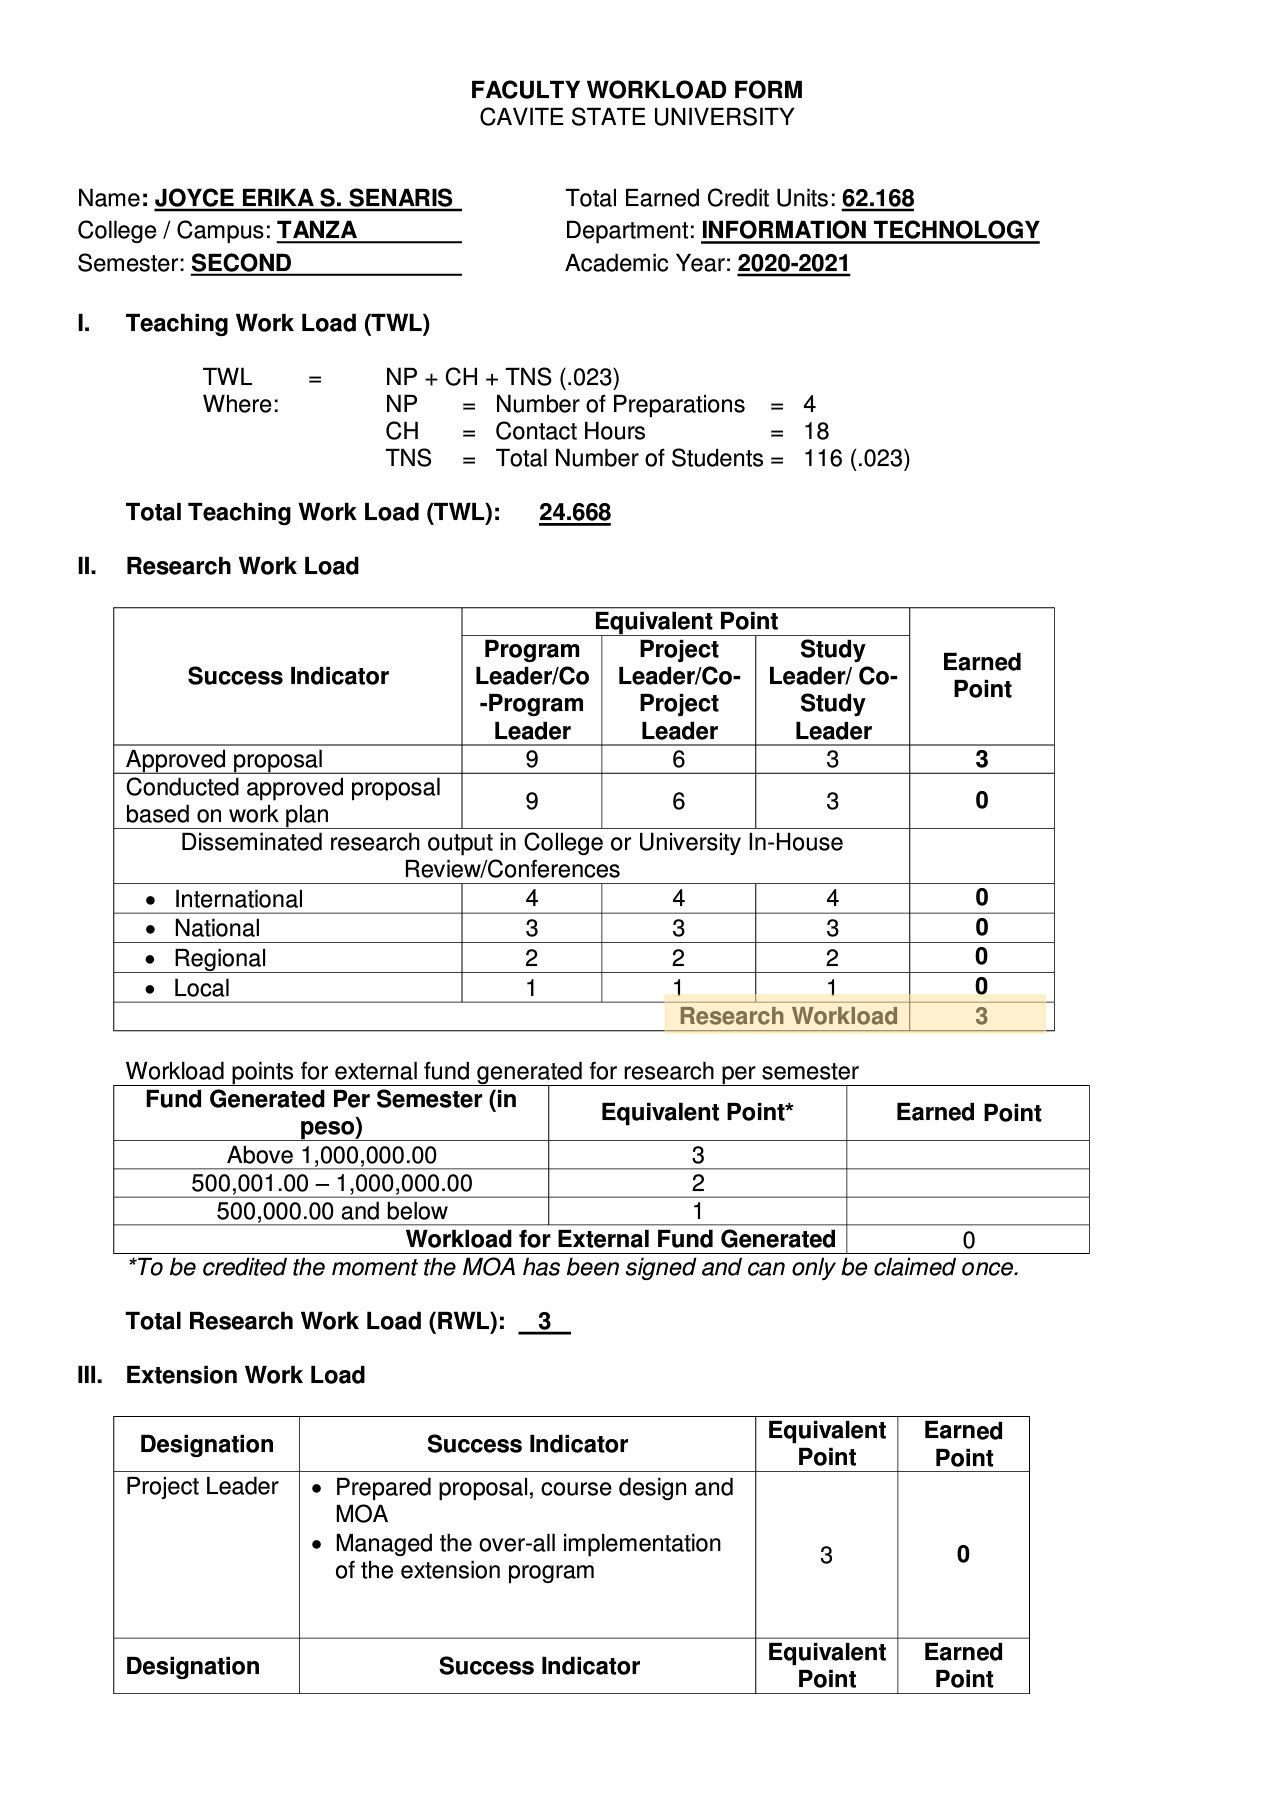 FACULTY WORKLOAD FORM
CAVITE STATE UNIVERSITY
Name: JOYCE ERIKA S. SENARIS
Total Earned Credit Units: 62.168
College / Campus: TANZA
Department: INFORMATION TECHNOLOGY
Semester: SECOND
Academic Year: 2020-2021
I. Teaching Work Load (TWL)
TWL = NP + CH + TNS (.023)
Where: NP = Number of Preparations = 4
CH = Contact Hours = 18
TNS = Total Number of Students = 116 (.023)
Total Teaching Work Load (TWL): 24.668
II. Research Work Load
Success Indicator
Equivalent Point
Earned
Point
Program
Leader/Co
-Program
Leader
Project
Leader/Co-
Project
Leader
Study
Leader/ Co-
Study
Leader
Approved proposal 9 6 3 3
Conducted approved proposal
based on work plan 9 6 3 0
Disseminated research output in College or University In-House
Review/Conferences
• International 4 4 4 0
• National 3 3 3 0
• Regional 2 2 2 0
• Local 1 1 1 0
Research Workload 3
Workload points for external fund generated for research per semester
Fund Generated Per Semester (in
peso)
Equivalent Point*
Earned Point
Above 1,000,000.00 3
500,001.00 – 1,000,000.00 2
500,000.00 and below 1
Workload for External Fund Generated 0
*To be credited the moment the MOA has been signed and can only be claimed once.
Total Research Work Load (RWL): 3
III. Extension Work Load
Designation
Success Indicator
Equivalent
Point
Earned
Point
Project Leader
• Prepared proposal, course design and
MOA
• Managed the over-all implementation
of the extension program
3
0
Designation
Success Indicator
Equivalent
Point
Earned
Point